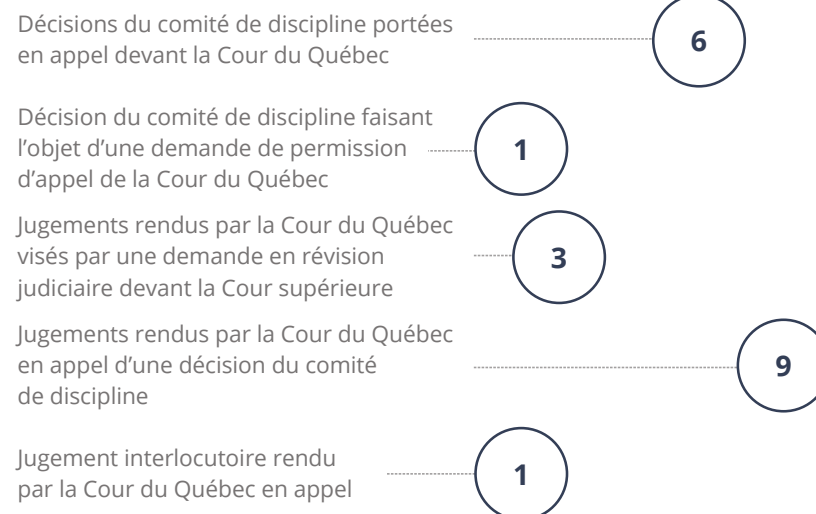 Décisions du comité de discipline portées
en appel devant la Cour du Québec
6
Décision du comité de discipline faisant
l’objet d’une demande de permission
d’appel de la Cour du Québec
1
Jugements rendus par la Cour du Québec
visés par une demande en révision
judiciaire devant la Cour supérieure
3
Jugements rendus par la Cour du Québec
en appel d’une décision du comité
de discipline
9
Jugement interlocutoire rendu
par la Cour du Québec en appel
1